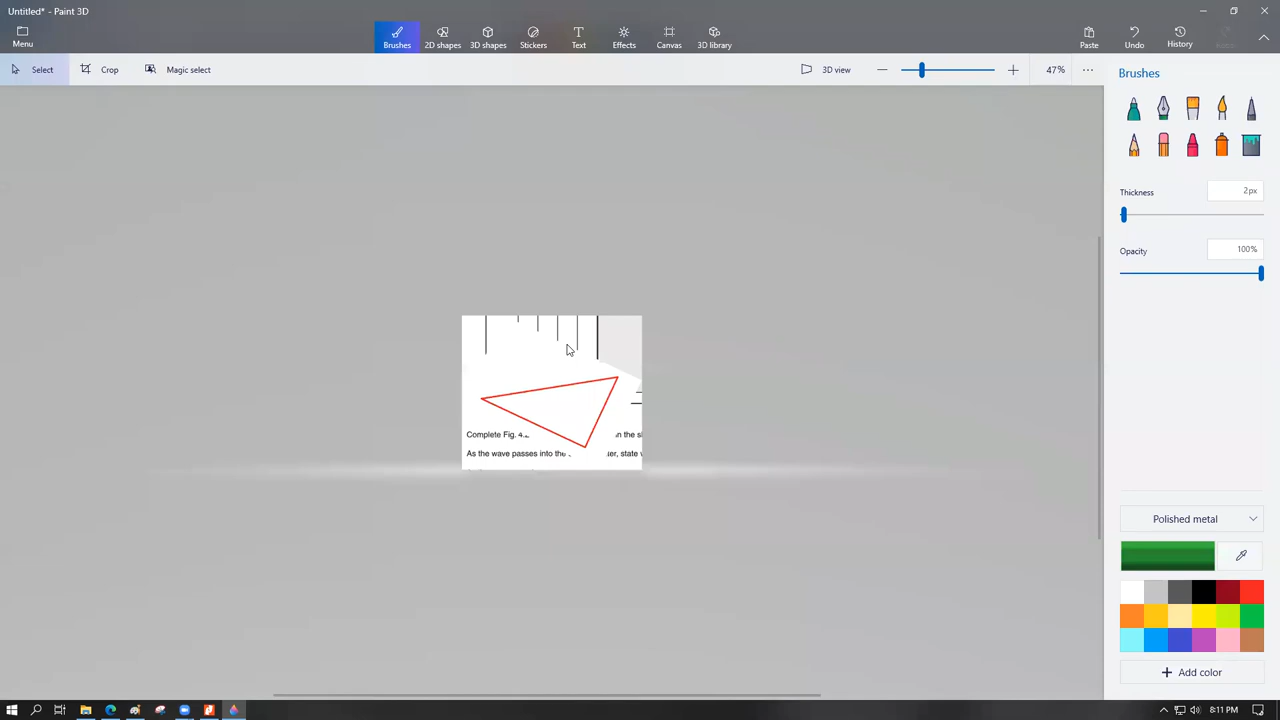 Untitled* - Paint 3D
Menu
Brushes
2D shapes
3D shapes
Stickers
Text
Effects
Canvas
3D library
Paste
Undo
History
Select
Crop
Magic select
3D view
47%
Brushes
Thickness
2px
Opacity
100%
Complete Fig. in the
As the wave passes into the state
Polished metal
Add color
8:11 PM